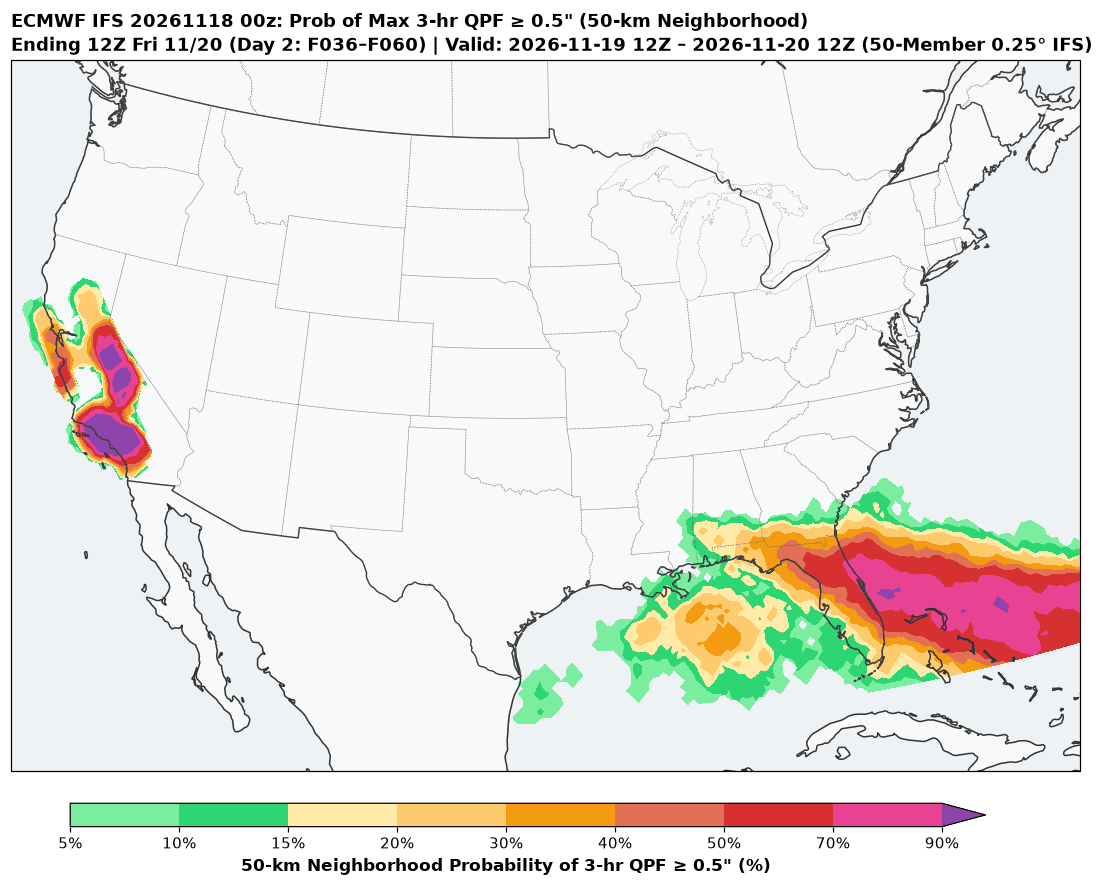 ECMWF IFS 20261118 00z: Prob of Max 3-hr QPF ≥ 0.5" (50-km Neighborhood)
Ending 12Z Fri 11/20 (Day 2: F036–F060) | Valid: 2026-11-19 12Z – 2026-11-20 12Z (50-Member 0.25° IFS)
5% 10% 15% 20% 30% 40% 50% 70% 90%
50-km Neighborhood Probability of 3-hr QPF ≥ 0.5" (%)